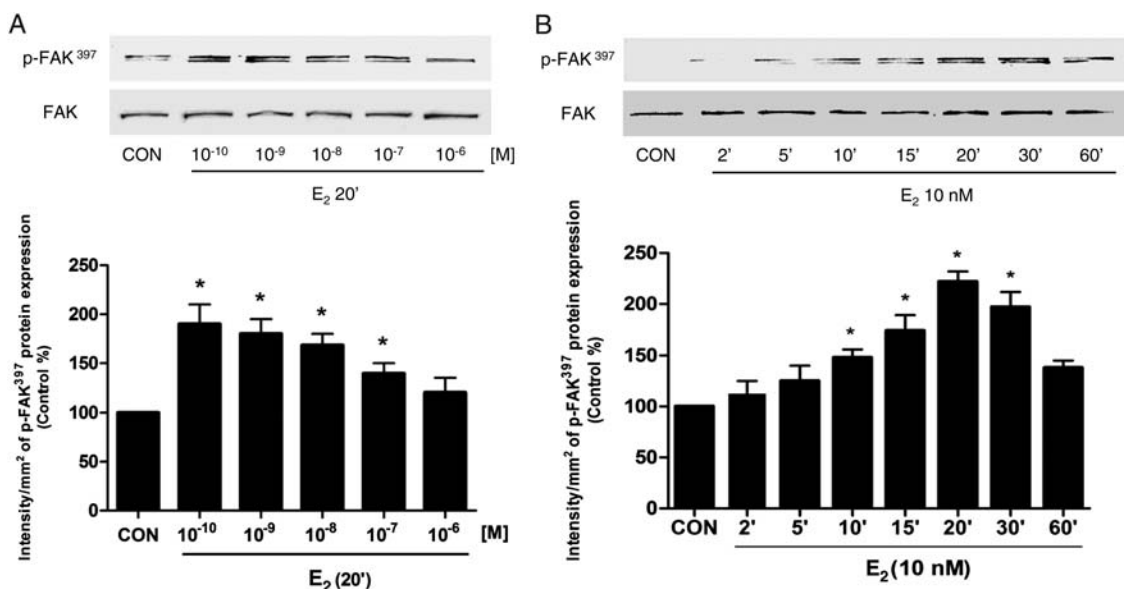 A
p-FAK³⁹⁷
FAK
CON 10⁻¹⁰ 10⁻⁹ 10⁻⁸ 10⁻⁷ 10⁻⁶ [M]
E₂ 20'
Intensity/mm² of p-FAK³⁹⁷ protein expression
(Control %)
250
200
150
100
50
0
* * * *
CON 10⁻¹⁰ 10⁻⁹ 10⁻⁸ 10⁻⁷ 10⁻⁶ [M]
E₂ (20')
B
p-FAK³⁹⁷
FAK
CON 2' 5' 10' 15' 20' 30' 60'
E₂ 10 nM
Intensity/mm² of p-FAK³⁹⁷ protein expression
(Control %)
250
200
150
100
50
0
* * * *
CON 2' 5' 10' 15' 20' 30' 60'
E₂ (10 nM)